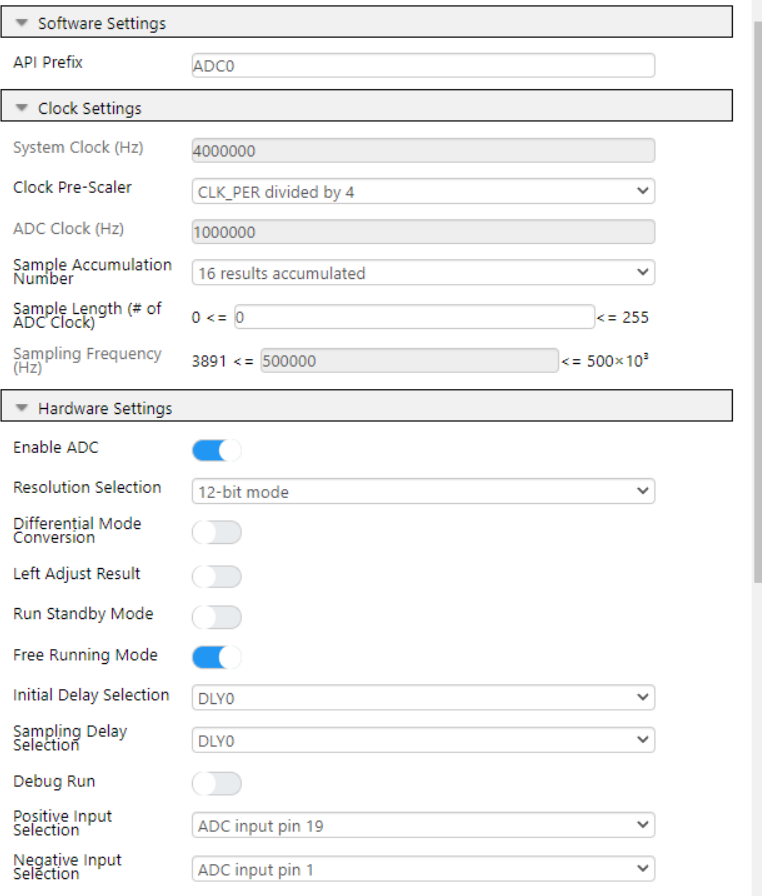 Software Settings
API Prefix
ADC0
Clock Settings
System Clock (Hz)
4000000
Clock Pre-Scaler
CLK_PER divided by 4
ADC Clock (Hz)
1000000
Sample Accumulation
Number
16 results accumulated
Sample Length (# of
ADC Clock)
0 <= 0 <= 255
Sampling Frequency
(Hz)
3891 <= 500000 <= 500×10³
Hardware Settings
Enable ADC
Resolution Selection
12-bit mode
Differential Mode
Conversion
Left Adjust Result
Run Standby Mode
Free Running Mode
Initial Delay Selection
DLY0
Sampling Delay
Selection
DLY0
Debug Run
Positive Input
Selection
ADC input pin 19
Negative Input
Selection
ADC input pin 1